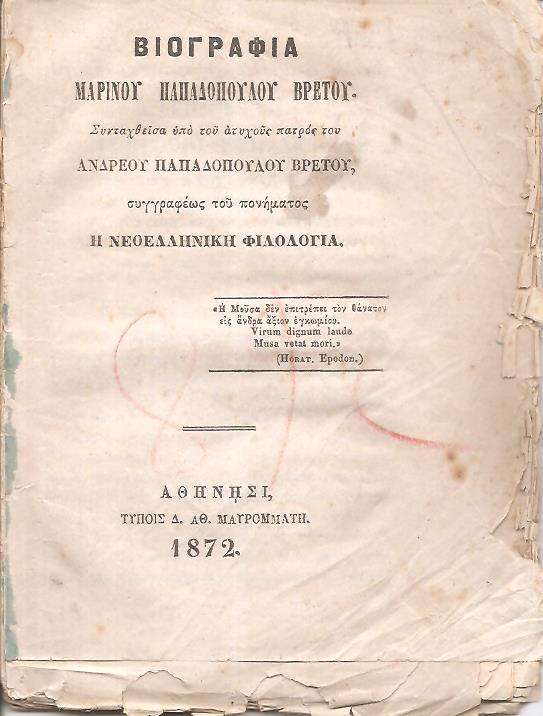 ΒΙΟΓΡΑΦΙΑ
ΜΑΡΙΝΟΥ ΠΑΠΑΔΟΠΟΥΛΟΥ ΒΡΕΤΟΥ.
Συνταχθεῖσα ὑπὸ τοῦ ἀτυχοῦς πατρός του
ΑΝΔΡΕΟΥ ΠΑΠΑΔΟΠΟΥΛΟΥ ΒΡΕΤΟΥ,
συγγραφέως τοῦ πονήματος
Η ΝΕΟΕΛΛΗΝΙΚΗ ΦΙΛΟΛΟΓΙΑ.
«Ἡ Μοῦσα δὲν ἐπιτρέπει τὸν θάνατον
εἰς ἄνδρα ἄξιον ἐγκωμίου.
Virum dignum laude
Musa vetat mori.»
(HORAT. Epodon.)
ΑΘΗΝΗΣΙ,
ΤΥΠΟΙΣ Δ. ΑΘ. ΜΑΥΡΟΜΜΑΤΗ.
1872.